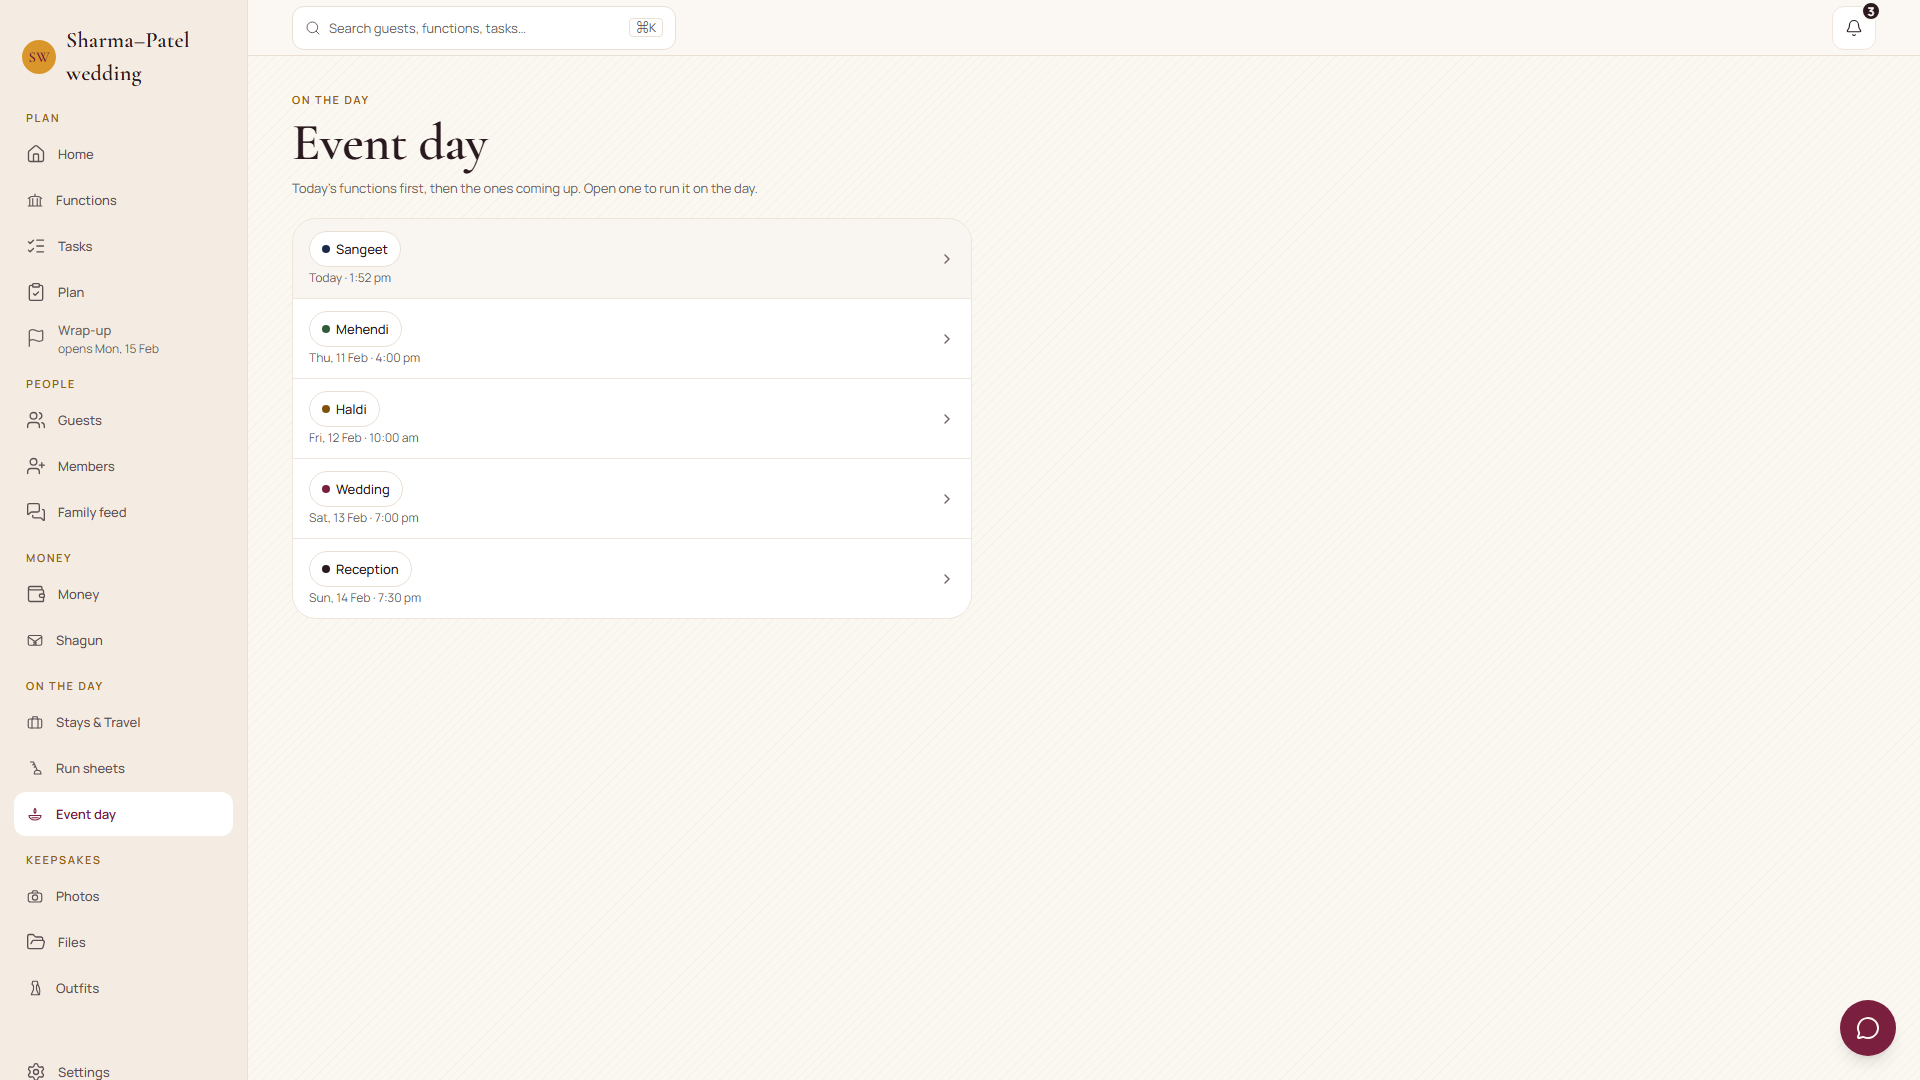 SW
Sharma–Patel
wedding
PLAN
Home
Functions
Tasks
Plan
Wrap-up
opens Mon, 15 Feb
PEOPLE
Guests
Members
Family feed
MONEY
Money
Shagun
ON THE DAY
Stays & Travel
Run sheets
Event day
KEEPSAKES
Photos
Files
Outfits
Settings
Search guests, functions, tasks...
⌘K
3
ON THE DAY
Event day
Today's functions first, then the ones coming up. Open one to run it on the day.
Sangeet
Today · 1:52 pm
Mehendi
Thu, 11 Feb · 4:00 pm
Haldi
Fri, 12 Feb · 10:00 am
Wedding
Sat, 13 Feb · 7:00 pm
Reception
Sun, 14 Feb · 7:30 pm